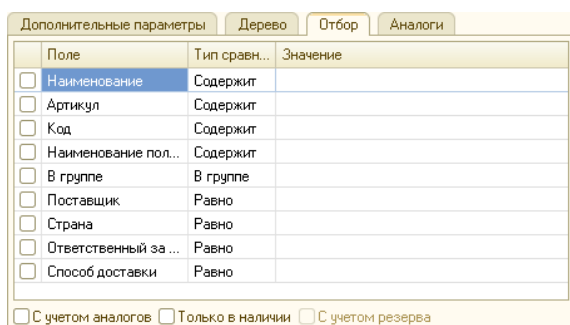 Дополнительные параметры Дерево Отбор Аналоги
Поле Тип сравн... Значение
Наименование Содержит
Артикул Содержит
Код Содержит
Наименование пол... Содержит
В группе В группе
Поставщик Равно
Страна Равно
Ответственный за ... Равно
Способ доставки Равно
С учетом аналогов Только в наличии С учетом резерва